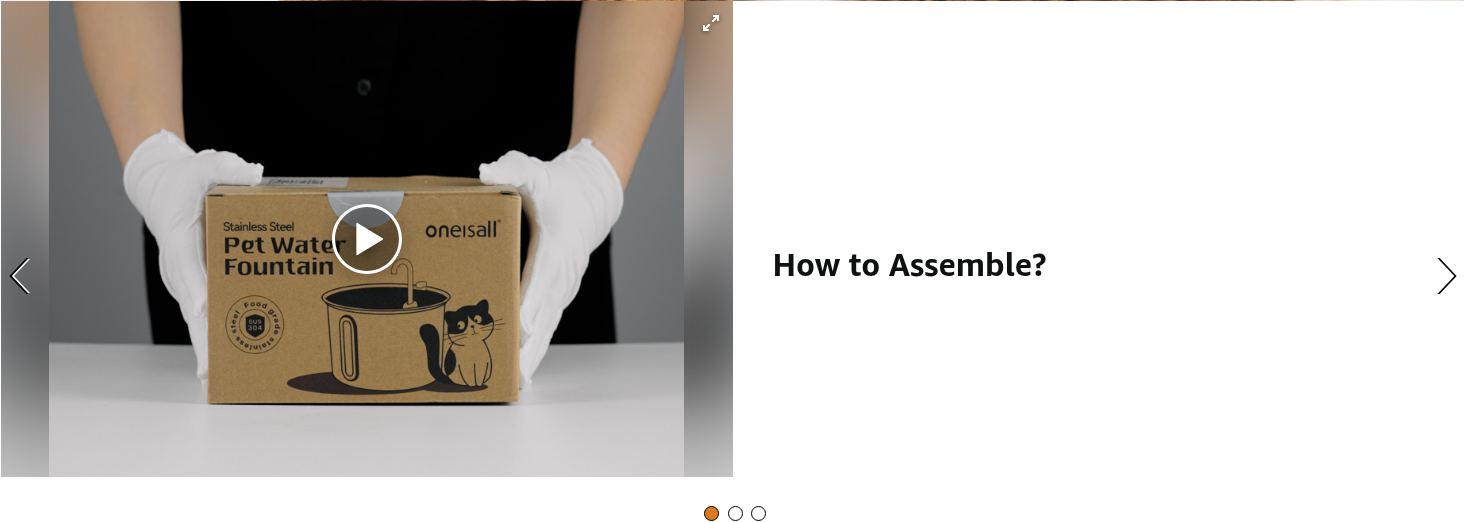 Stainless Steel
Pet Water
Fountain
oneisall®
Food grade stainless steel
SUS
304
How to Assemble?